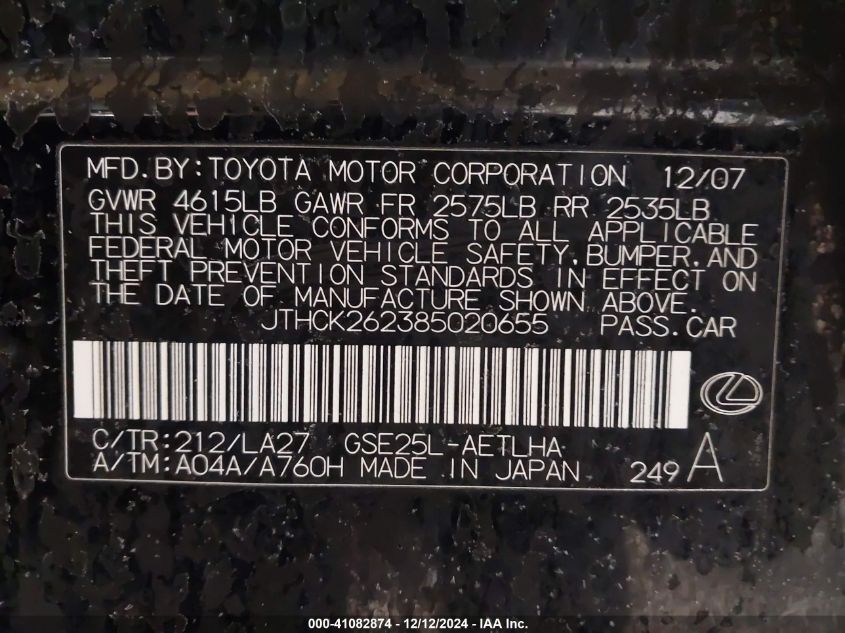 MFD.BY:TOYOTA MOTOR CORPORATION 12/07
GVWR 4615LB GAWR FR 2575LB RR 2535LB
THIS VEHICLE CONFORMS TO ALL APPLICABLE
FEDERAL MOTOR VEHICLE SAFETY,BUMPER,AND
THEFT PREVENTION STANDARDS IN EFFECT ON
THE DATE OF MANUFACTURE SHOWN ABOVE.
JTHCK262385020655 PASS.CAR
C/TR:212/LA27 GSE25L-AETLHA
A/TM:A04A/A760H MADE IN JAPAN 249 A
000-41082874 - 12/12/2024 - IAA Inc.